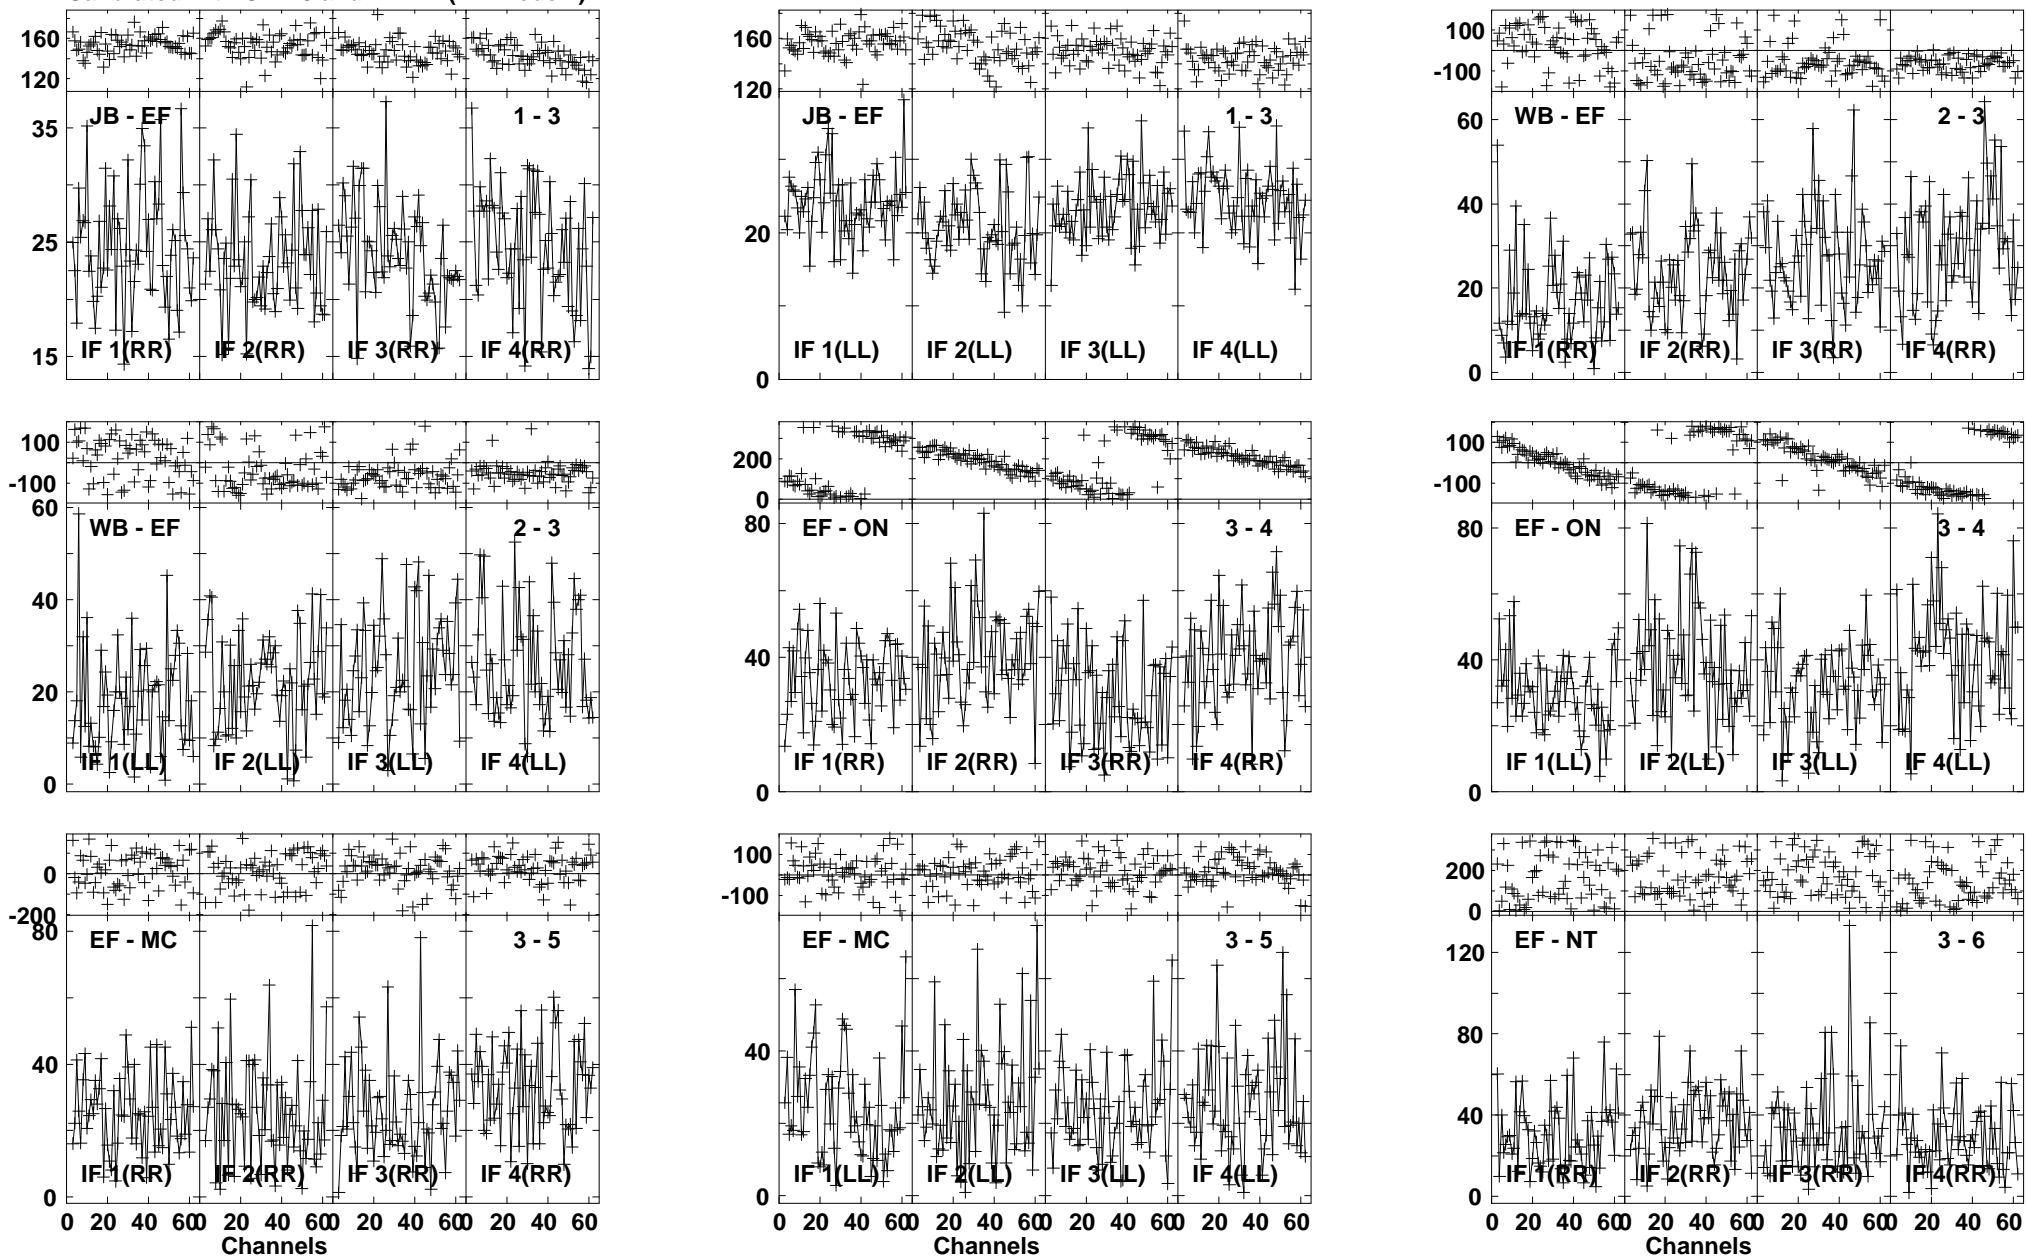 160
120
35
25
15
JB - EF
1 - 3
IF 1(RR)
IF 2(RR)
IF 3(RR)
IF 4(RR)
160
120
20
0
JB - EF
1 - 3
IF 1(LL)
IF 2(LL)
IF 3(LL)
IF 4(LL)
100
-100
60
40
20
0
WB - EF
2 - 3
IF 1(RR)
IF 2(RR)
IF 3(RR)
IF 4(RR)
100
-100
60
40
20
0
WB - EF
2 - 3
IF 1(LL)
IF 2(LL)
IF 3(LL)
IF 4(LL)
200
0
80
40
0
EF - ON
3 - 4
IF 1(RR)
IF 2(RR)
IF 3(RR)
IF 4(RR)
100
-100
80
40
0
EF - ON
3 - 4
IF 1(LL)
IF 2(LL)
IF 3(LL)
IF 4(LL)
0
-200
80
40
0
EF - MC
3 - 5
IF 1(RR)
IF 2(RR)
IF 3(RR)
IF 4(RR)
0 20 40 60 0 20 40 60 0 20 40 60 0 20 40 60
Channels
100
-100
40
0
EF - MC
3 - 5
IF 1(LL)
IF 2(LL)
IF 3(LL)
IF 4(LL)
0 20 40 60 0 20 40 60 0 20 40 60 0 20 40 60
Channels
200
0
120
80
40
0
EF - NT
3 - 6
IF 1(RR)
IF 2(RR)
IF 3(RR)
IF 4(RR)
0 20 40 60 0 20 40 60 0 20 40 60 0 20 40 60